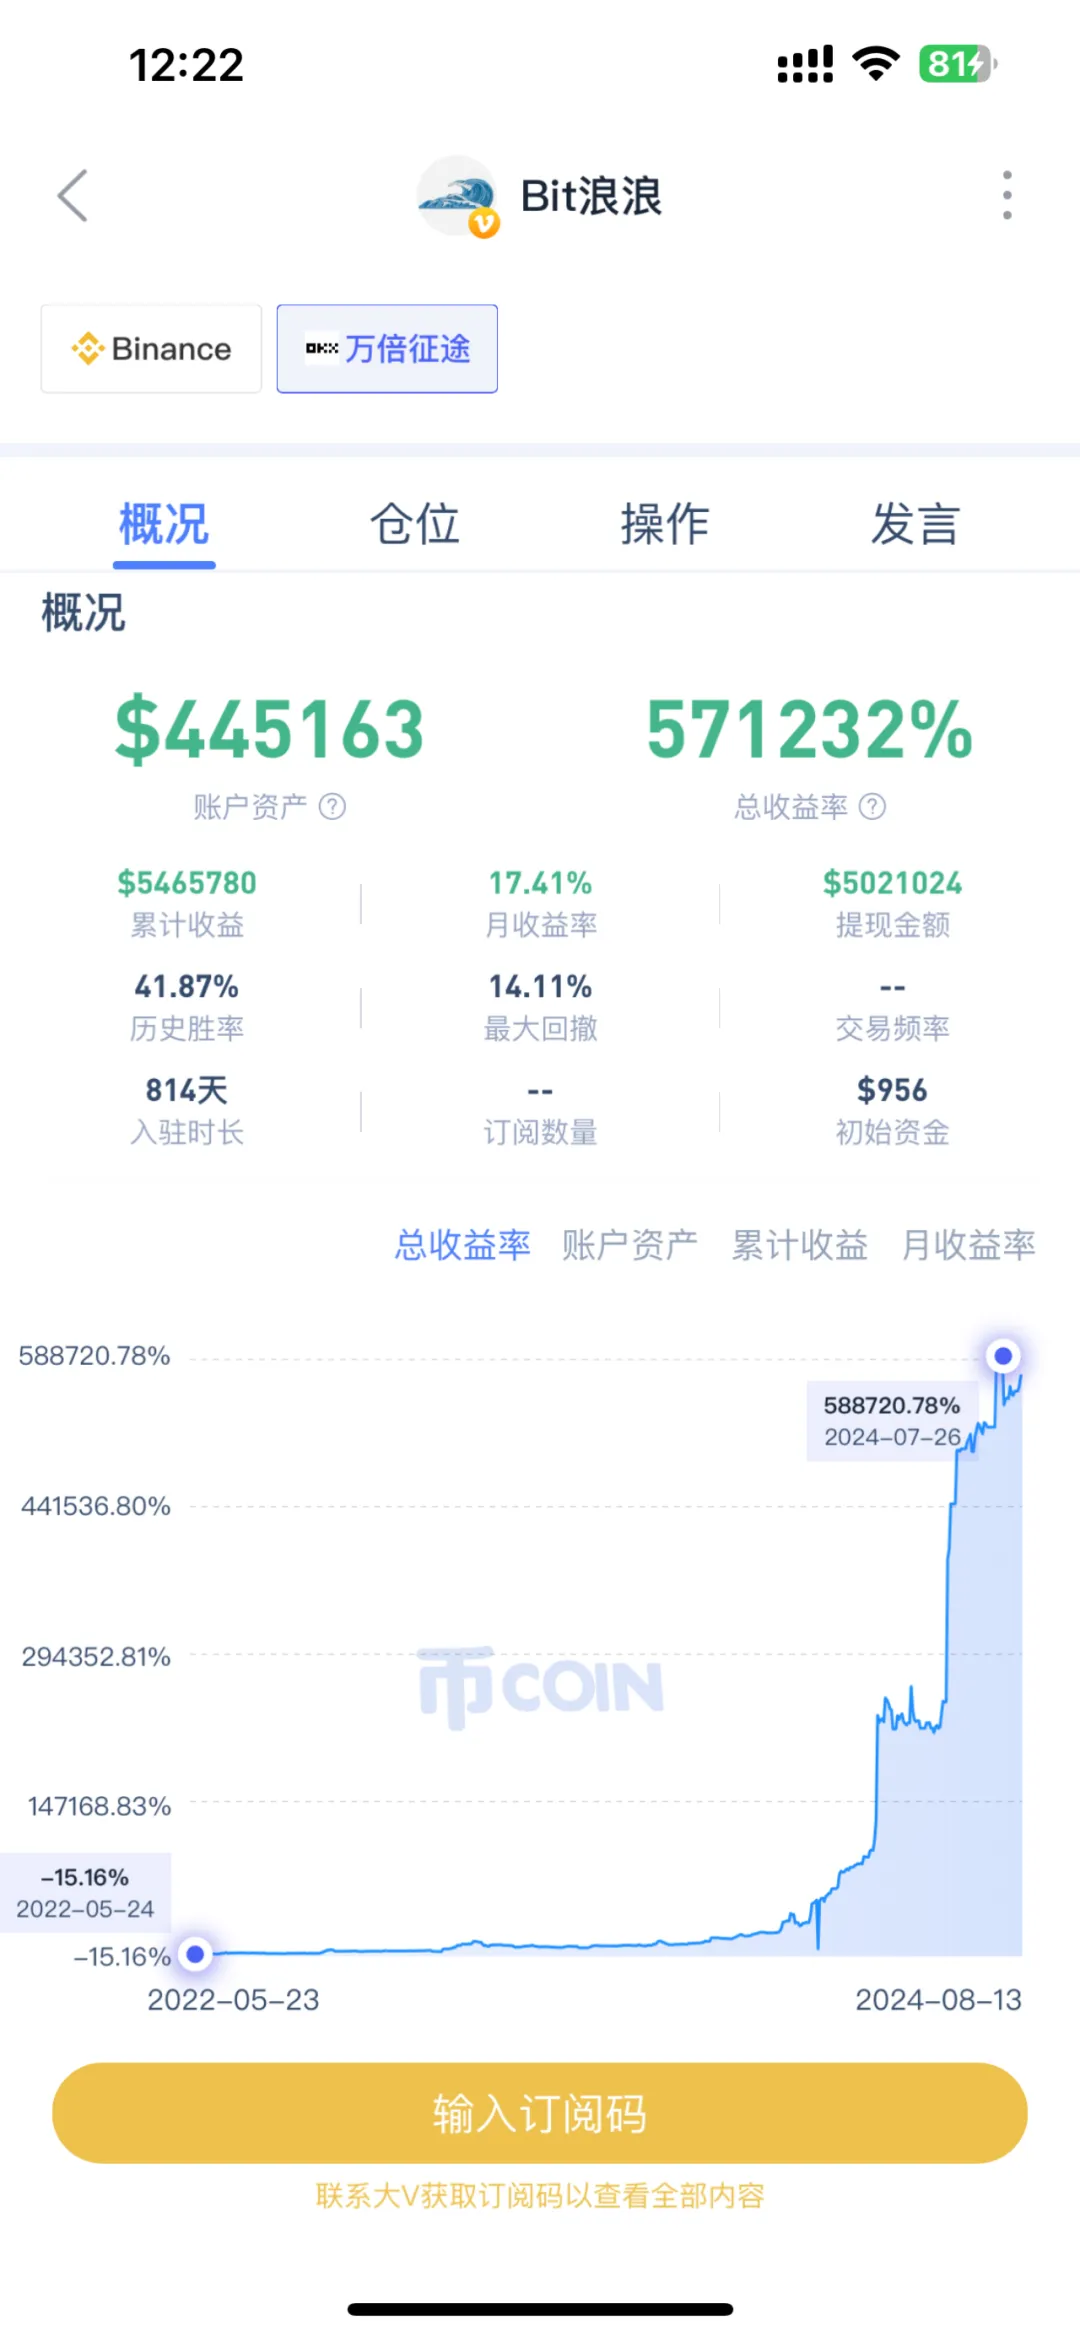 12:22
81
Bit浪浪
Binance
OKX 万倍征途
概况 仓位 操作 发言
概况
$445163 571232%
账户资产 ? 总收益率 ?
$5465780 17.41% $5021024
累计收益 月收益率 提现金额
41.87% 14.11% --
历史胜率 最大回撤 交易频率
814天 -- $956
入驻时长 订阅数量 初始资金
总收益率 账户资产 累计收益 月收益率
588720.78%
588720.78%
2024-07-26
441536.80%
294352.81%
币COIN
147168.83%
-15.16%
2022-05-24
-15.16%
2022-05-23 2024-08-13
输入订阅码
联系大V获取订阅码以查看全部内容